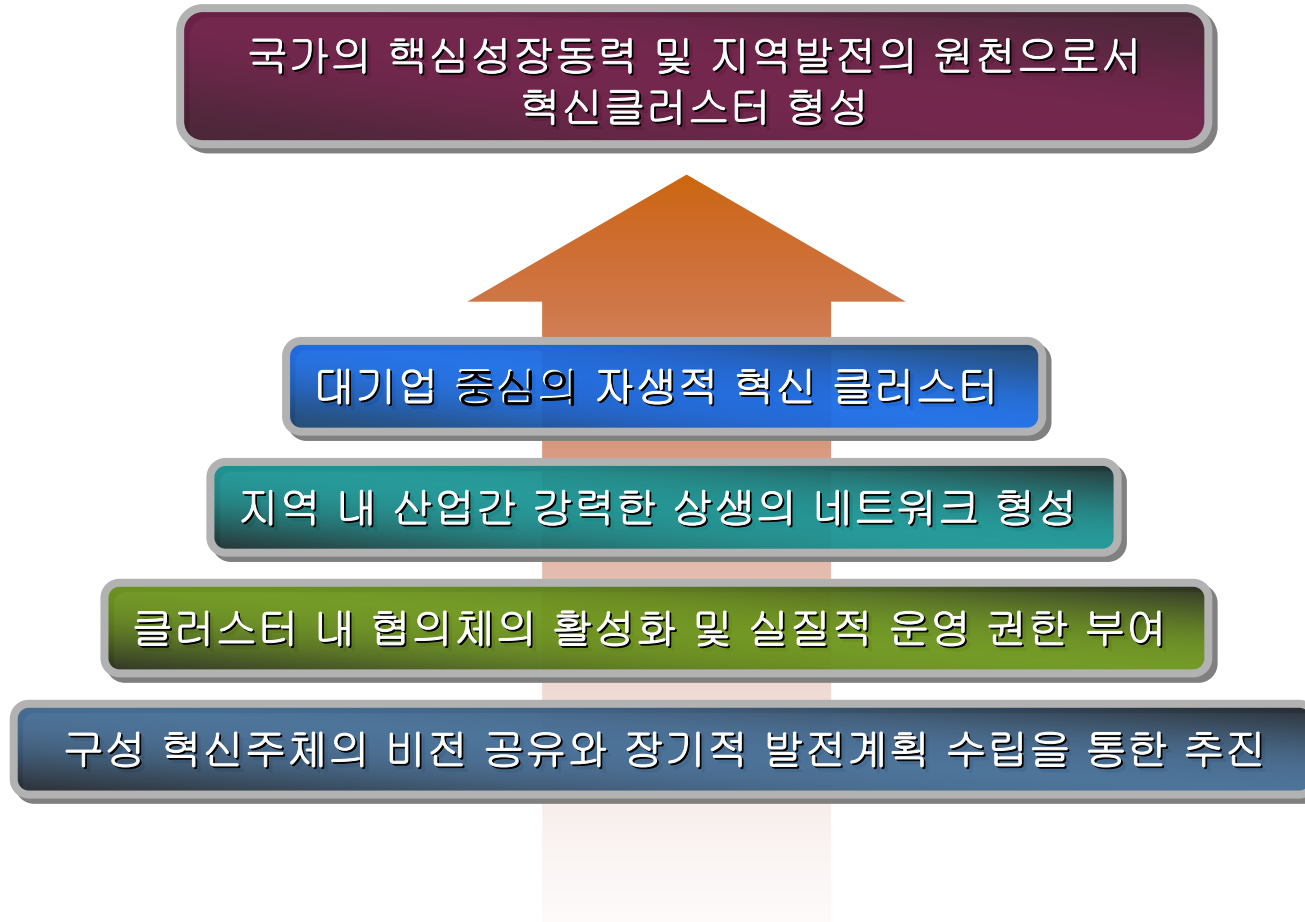 국가의 핵심성장동력 및 지역발전의 원천으로서
혁신클러스터 형성
대기업 중심의 자생적 혁신 클러스터
지역 내 산업간 강력한 상생의 네트워크 형성
클러스터 내 협의체의 활성화 및 실질적 운영 권한 부여
구성 혁신주체의 비전 공유와 장기적 발전계획 수립을 통한 추진